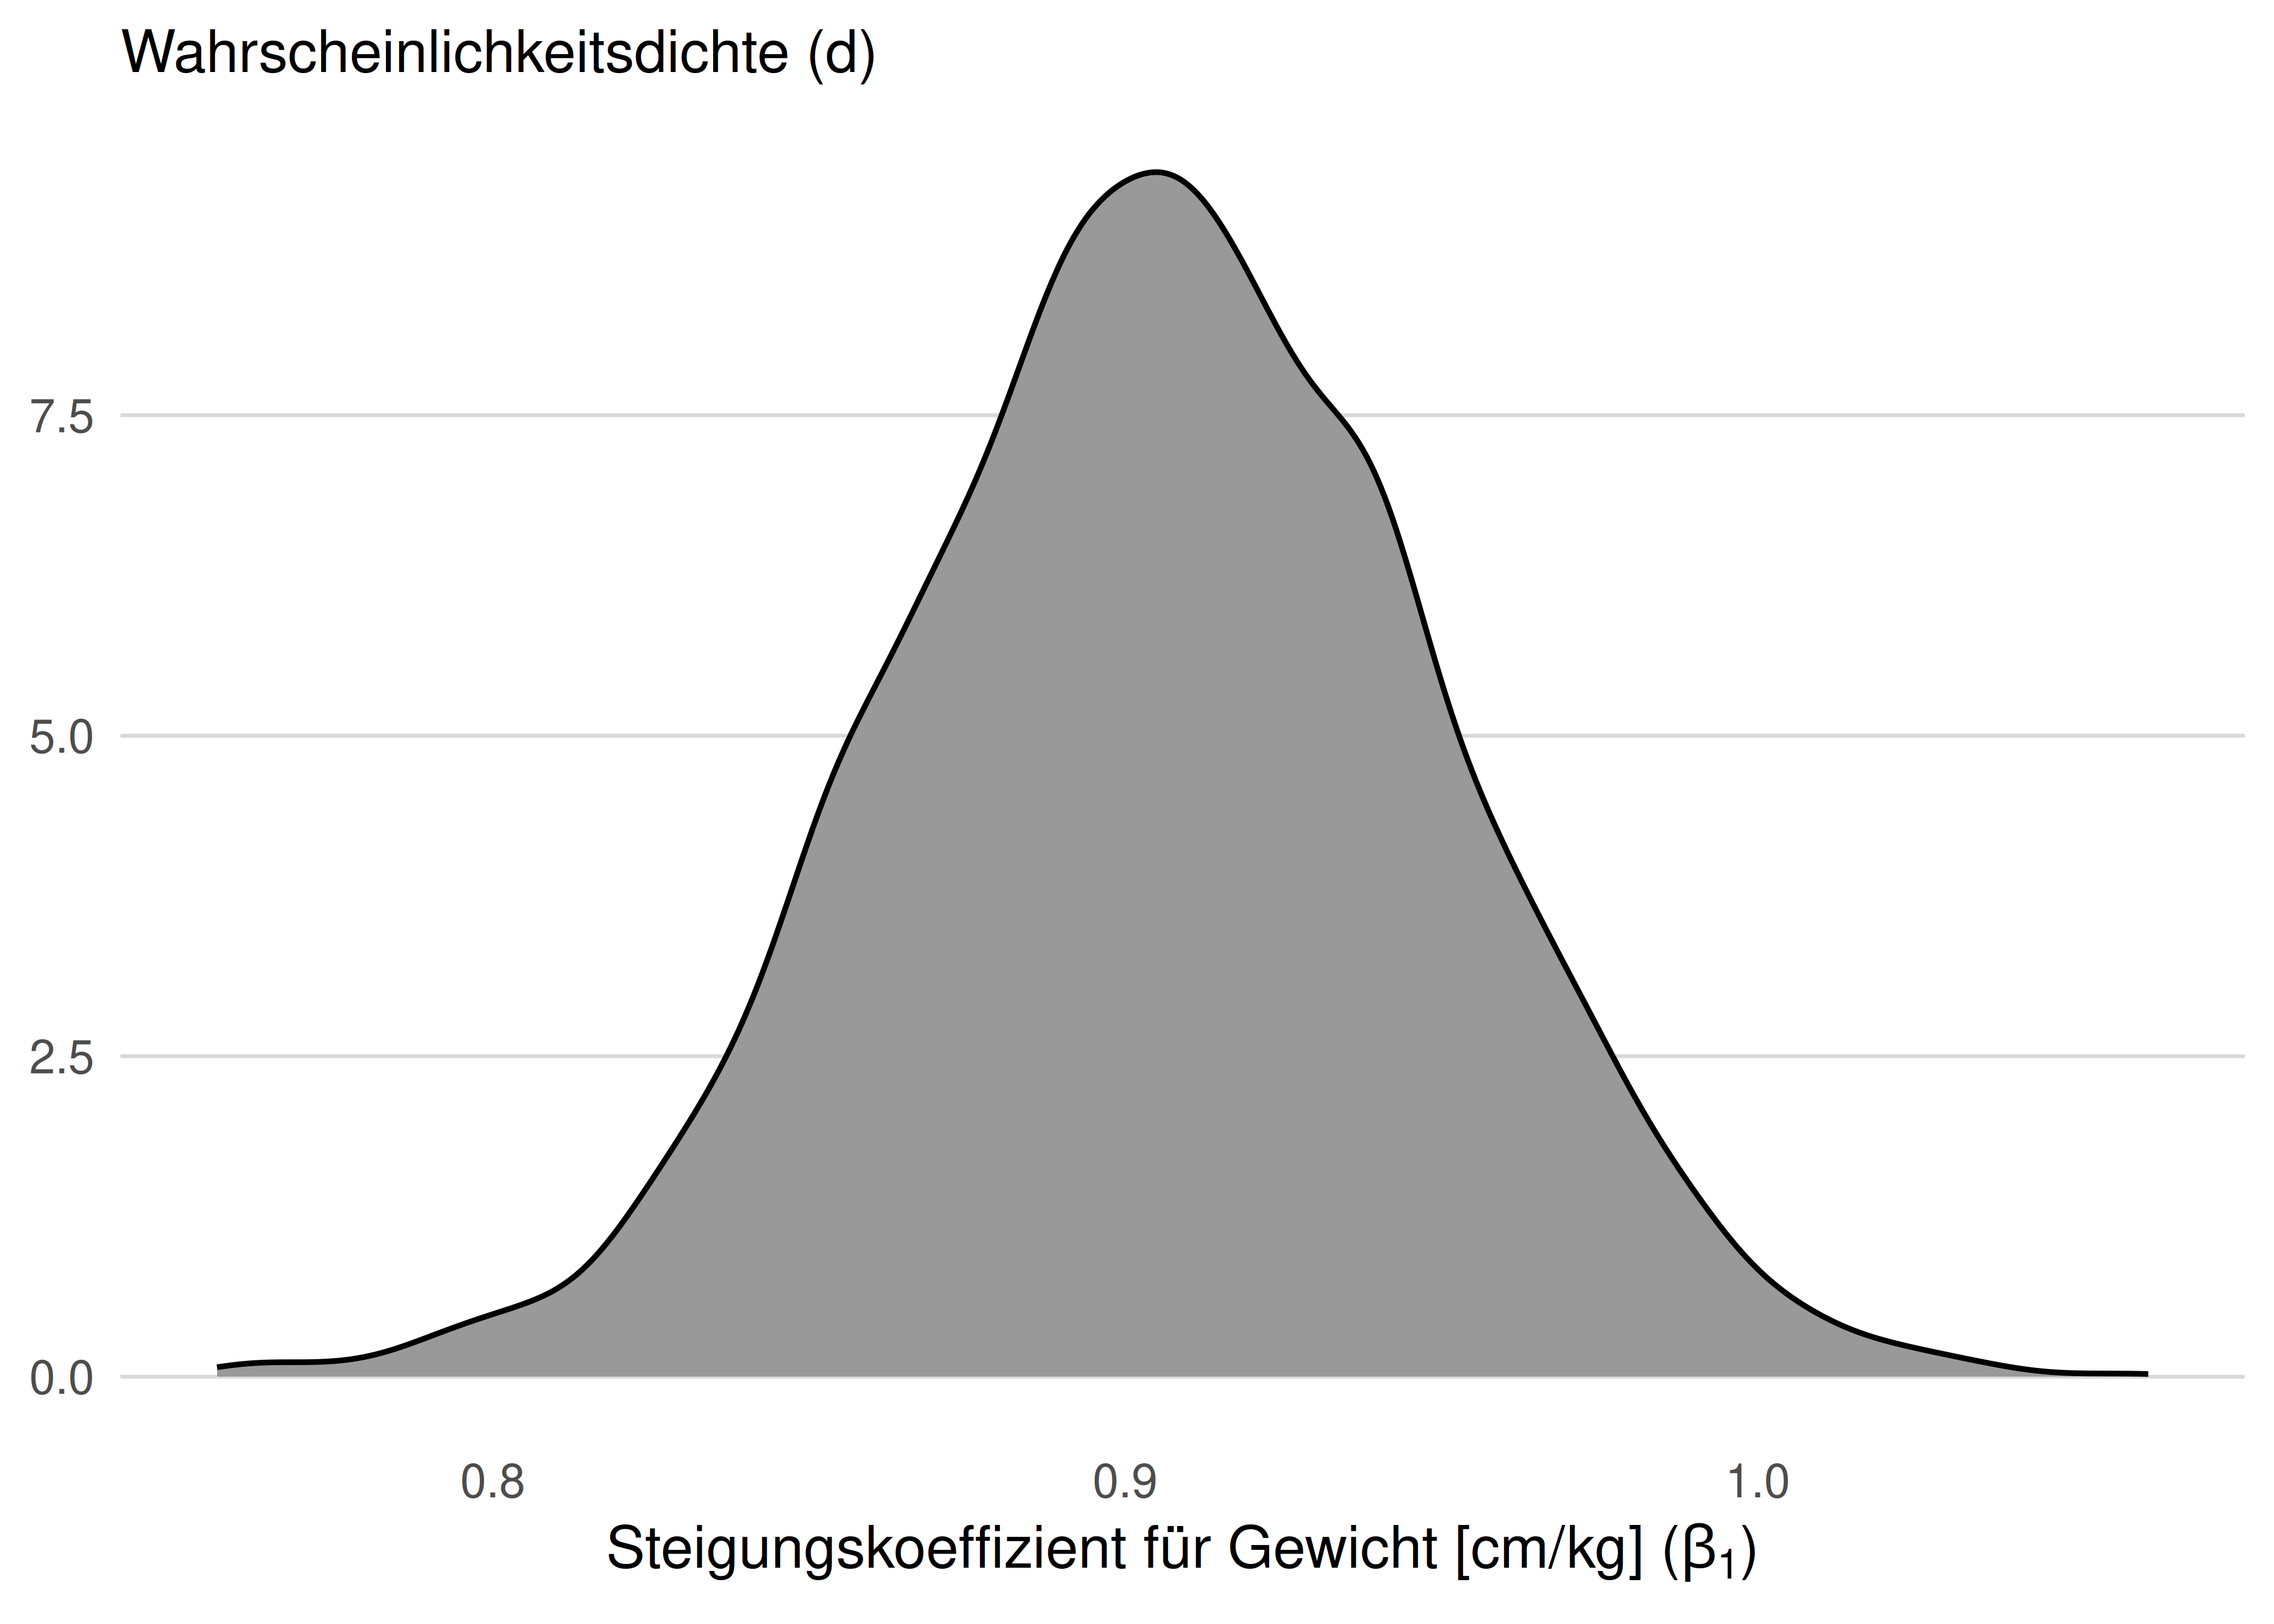 Wahrscheinlichkeitsdichte (d)
7.5
5.0
2.5
0.0
0.8 0.9 1.0
Steigungskoeffizient für Gewicht [cm/kg] (β₁)